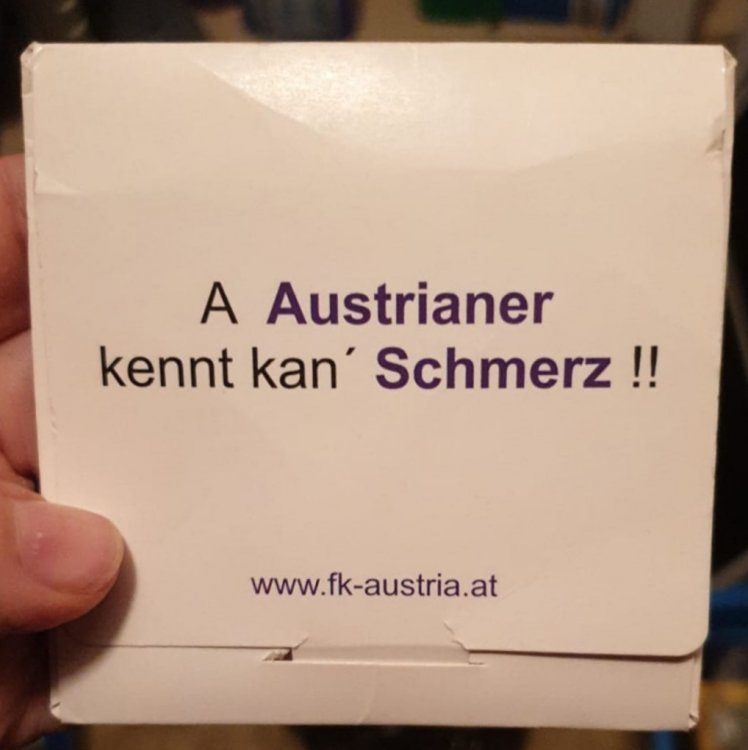 A Austrianer
kennt kan´ Schmerz !!
www.fk-austria.at